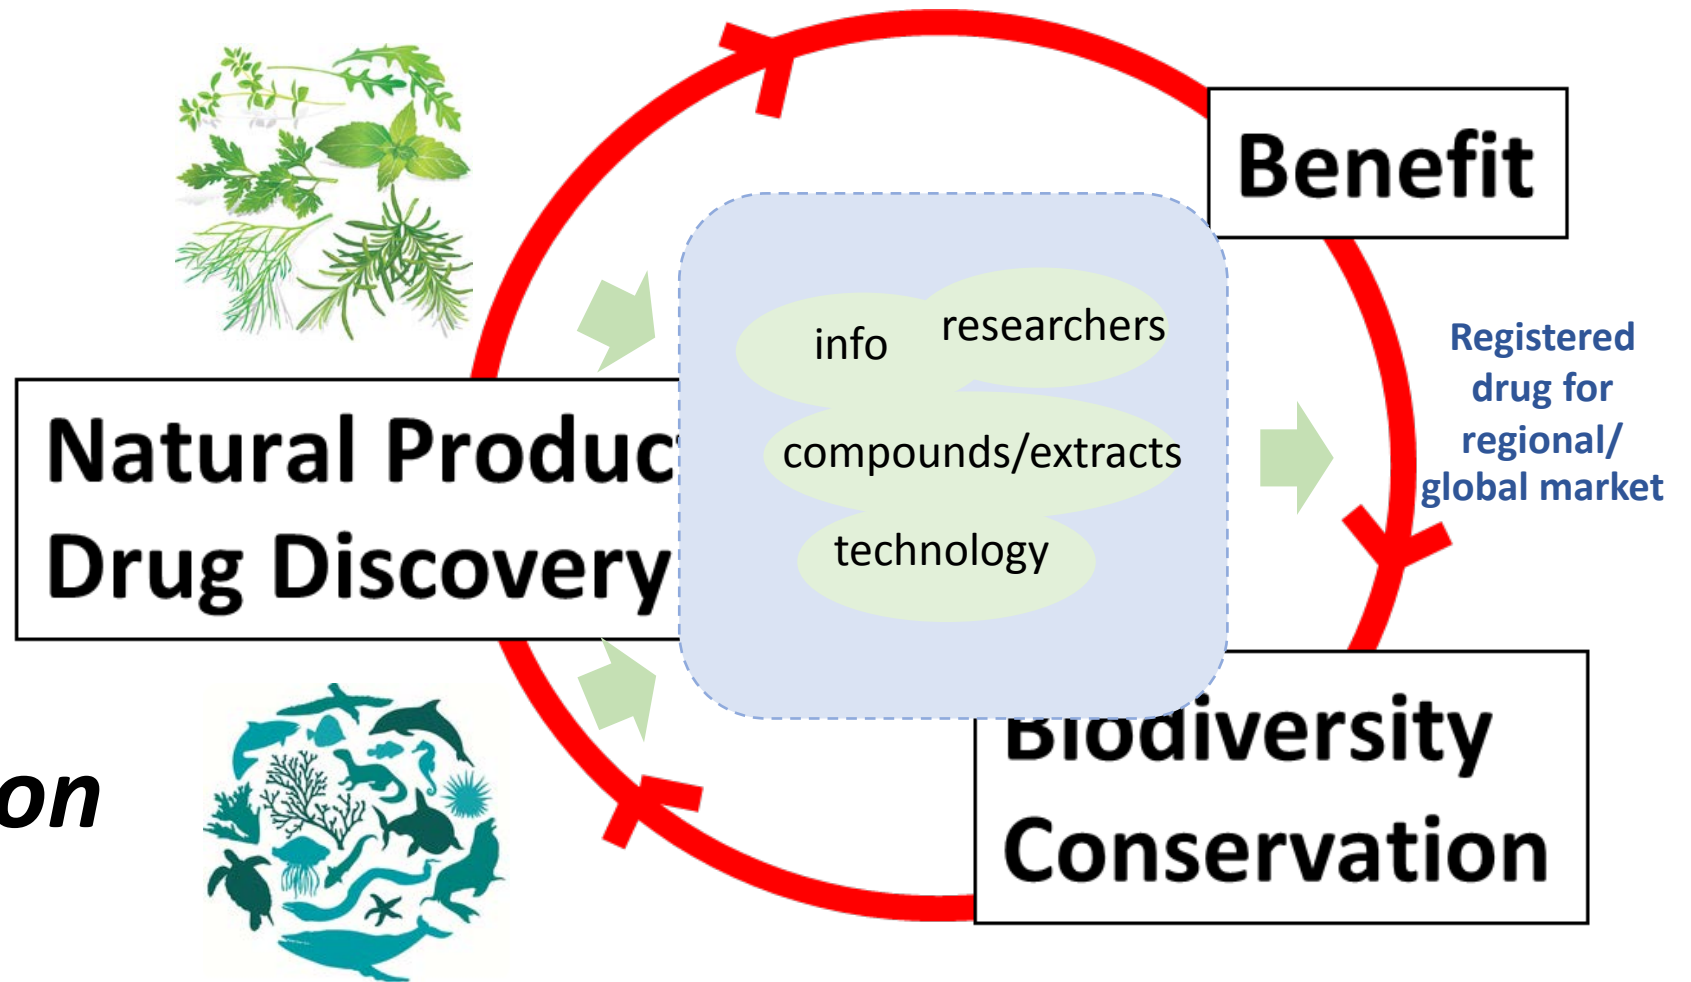 Benefit
info
researchers
compounds/extracts
technology
Registered
drug for
regional/
global market
Natural Produc
Drug Discovery
Biodiversity
Conservation
on